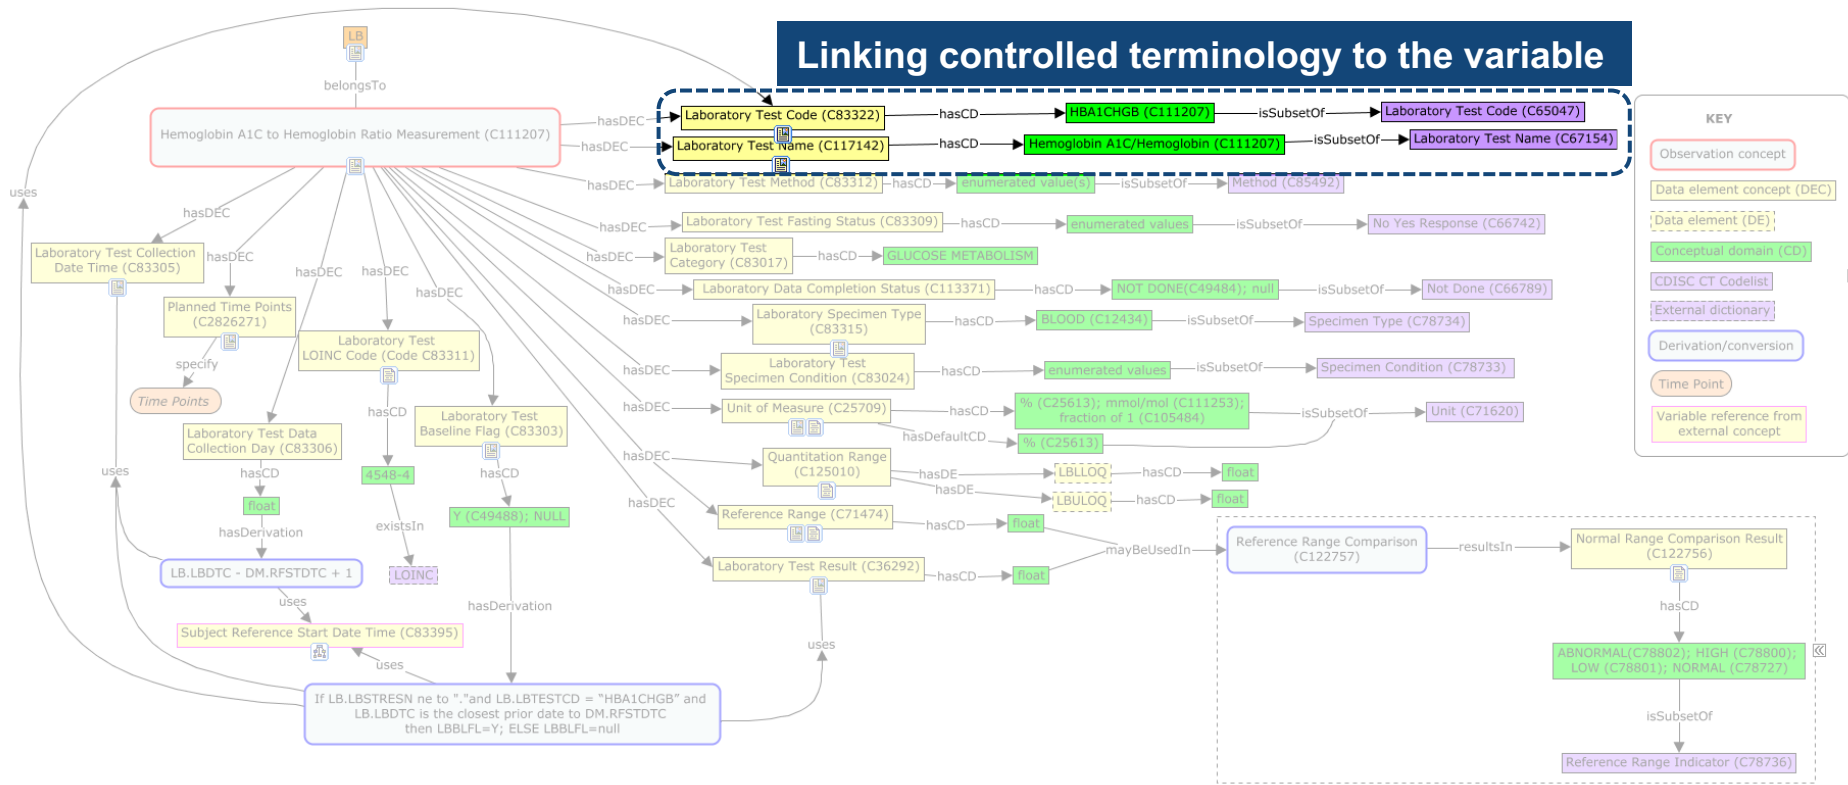 Linking controlled terminology to the variable
LB
belongsTo
Hemoglobin A1C to Hemoglobin Ratio Measurement (C111207)
hasDEC
Laboratory Test Code (C83322)
hasCD
HBA1CHGB (C111207)
isSubsetOf
Laboratory Test Code (C65047)
hasDEC
Laboratory Test Name (C117142)
hasCD
Hemoglobin A1C/Hemoglobin (C111207)
isSubsetOf
Laboratory Test Name (C67154)
hasDEC
Laboratory Test Method (C83312)
hasCD
enumerated value(s)
isSubsetOf
Method (C85492)
hasDEC
Laboratory Test Fasting Status (C83309)
hasCD
enumerated values
isSubsetOf
No Yes Response (C66742)
hasDEC
Laboratory Test
Category (C83017)
hasCD
GLUCOSE METABOLISM
hasDEC
Laboratory Data Completion Status (C113371)
hasCD
NOT DONE(C49484); null
isSubsetOf
Not Done (C66789)
hasDEC
Laboratory Specimen Type
(C83315)
hasCD
BLOOD (C12434)
isSubsetOf
Specimen Type (C78734)
hasDEC
Laboratory Test
Specimen Condition (C83024)
hasCD
enumerated values
isSubsetOf
Specimen Condition (C78733)
hasDEC
Unit of Measure (C25709)
hasCD
% (C25613); mmol/mol (C111253);
fraction of 1 (C105484)
isSubsetOf
Unit (C71620)
hasDefaultCD
% (C25613)
hasDEC
Quantitation Range
(C125010)
hasDE
LBLLOQ
hasCD
float
hasDE
LBULOQ
hasCD
float
hasDEC
Reference Range (C71474)
hasCD
float
hasDEC
Laboratory Test Result (C36292)
hasCD
float
mayBeUsedIn
Reference Range Comparison
(C122757)
resultsIn
Normal Range Comparison Result
(C122756)
hasCD
ABNORMAL(C78802); HIGH (C78800);
LOW (C78801); NORMAL (C78727)
isSubsetOf
Reference Range Indicator (C78736)
uses
hasDEC
Laboratory Test Collection
Date Time (C83305)
hasDEC
Planned Time Points
(C2826271)
specify
Time Points
hasDEC
Laboratory Test Data
Collection Day (C83306)
hasCD
float
hasDerivation
LB.LBDTC - DM.RFSTDTC + 1
uses
uses
Subject Reference Start Date Time (C83395)
hasDEC
Laboratory Test
LOINC Code (Code C83311)
hasCD
4548-4
existsIn
LOINC
hasDEC
Laboratory Test
Baseline Flag (C83303)
hasCD
Y (C49488); NULL
hasDerivation
uses
uses
If LB.LBSTRESN ne to "."and LB.LBTESTCD = “HBA1CHGB” and
LB.LBDTC is the closest prior date to DM.RFSTDTC
then LBBLFL=Y; ELSE LBBLFL=null
KEY
Observation concept
Data element concept (DEC)
Data element (DE)
Conceptual domain (CD)
CDISC CT Codelist
External dictionary
Derivation/conversion
Time Point
Variable reference from
external concept